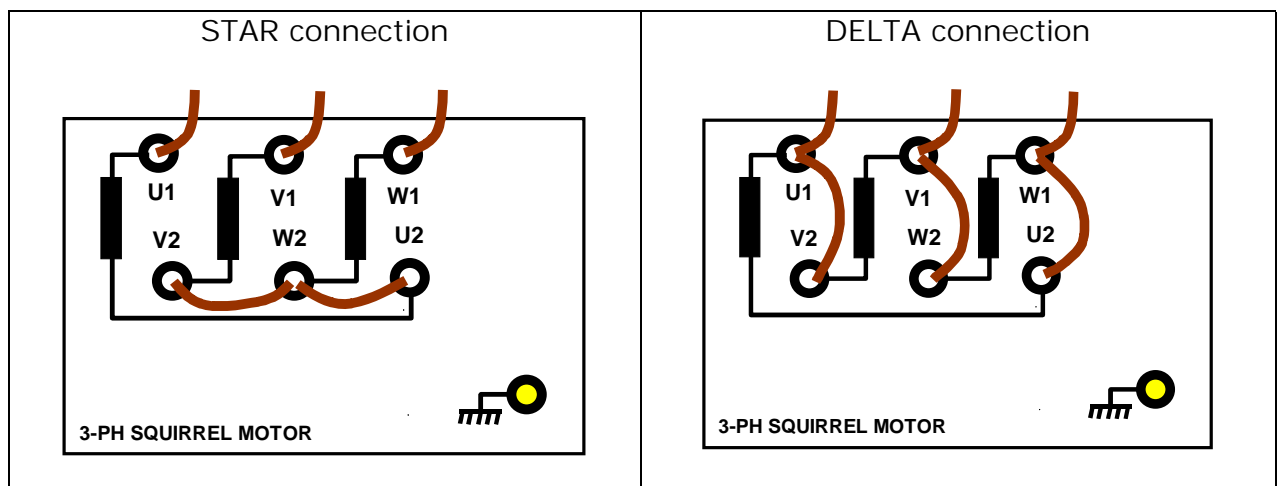 STAR connection
U1
V1
W1
V2
W2
U2
3-PH SQUIRREL MOTOR
DELTA connection
U1
V1
W1
V2
W2
U2
3-PH SQUIRREL MOTOR